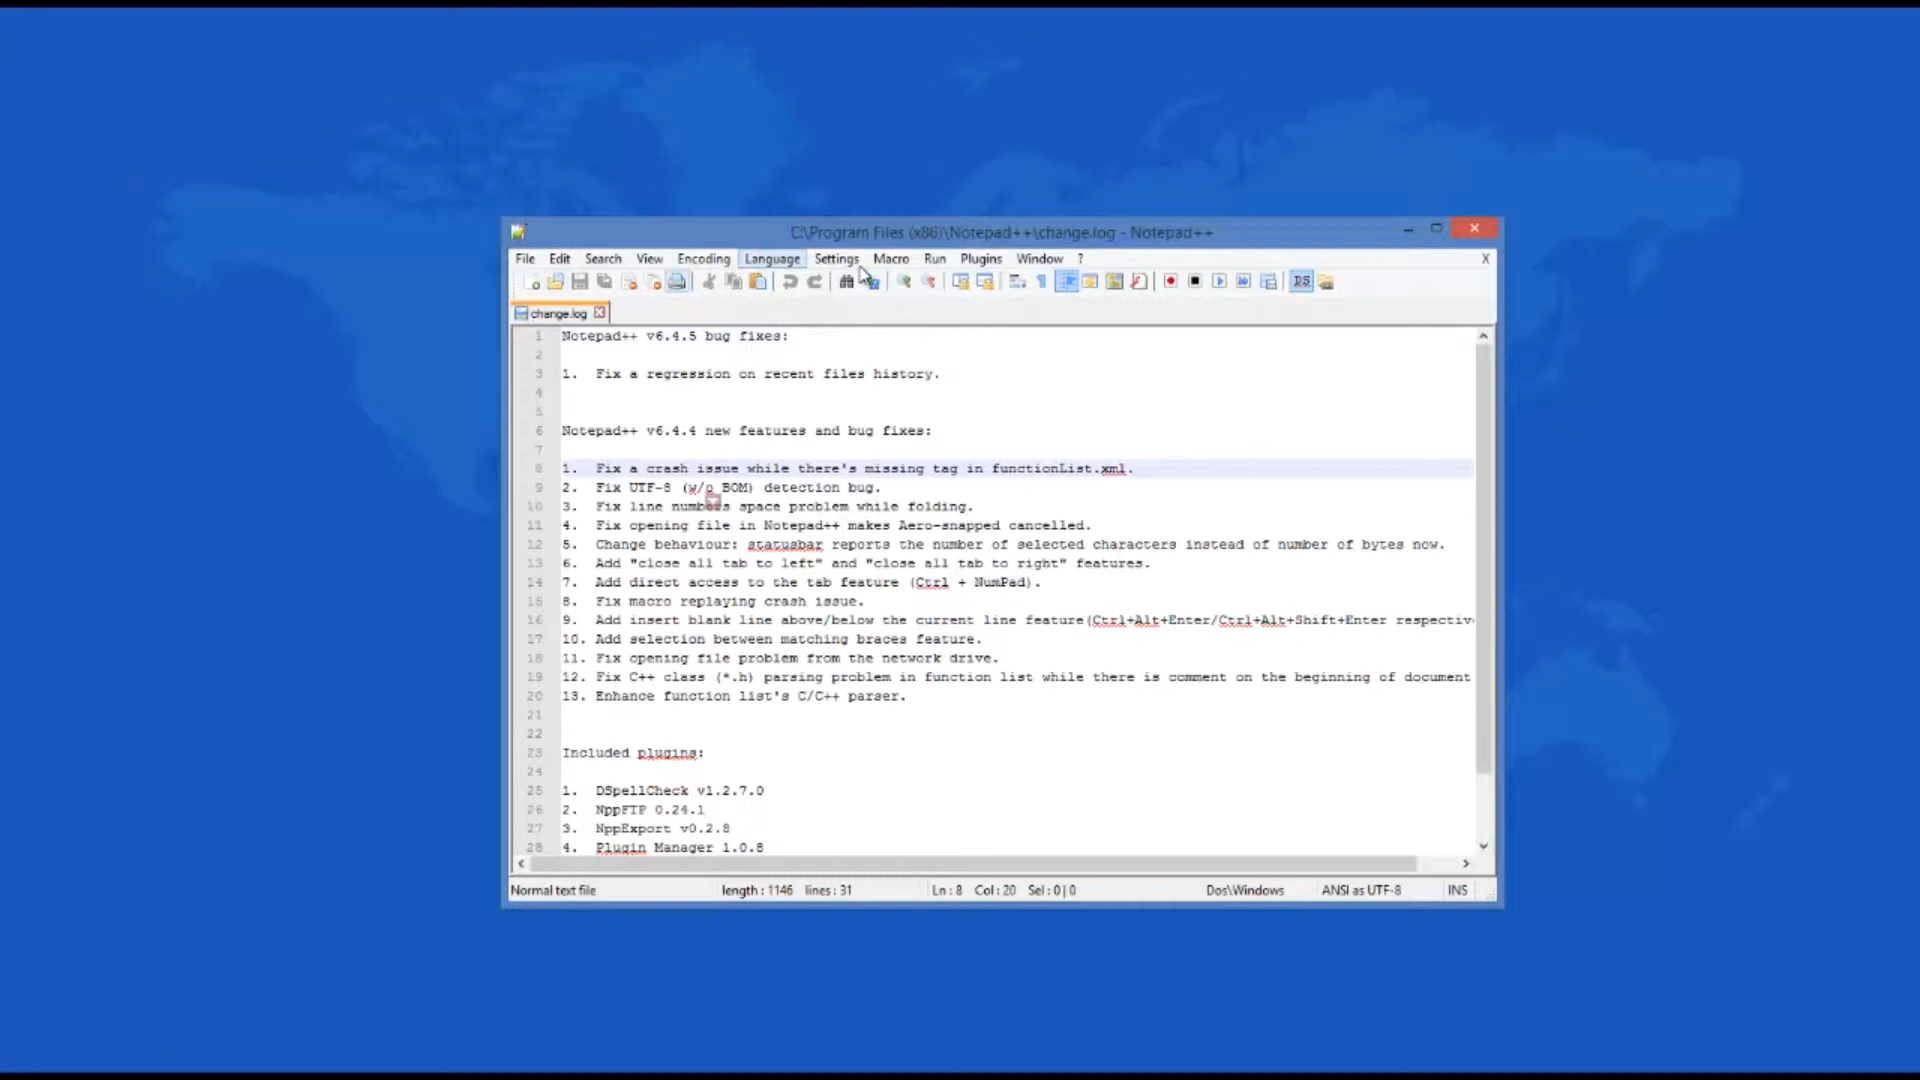 C:\Program Files (x86)\Notepad++\change.log - Notepad++
File Edit Search View Encoding Language Settings Macro Run Plugins Window ? X
DS
change.log
1 Notepad++ v6.4.5 bug fixes:
2
3 1. Fix a regression on recent files history.
4
5
6 Notepad++ v6.4.4 new features and bug fixes:
7
8 1. Fix a crash issue while there's missing tag in functionList.xml.
9 2. Fix UTF-8 (w/o BOM) detection bug.
10 3. Fix line numbers space problem while folding.
11 4. Fix opening file in Notepad++ makes Aero-snapped cancelled.
12 5. Change behaviour: statusbar reports the number of selected characters instead of number of bytes now.
13 6. Add "close all tab to left" and "close all tab to right" features.
14 7. Add direct access to the tab feature (Ctrl + NumPad).
15 8. Fix macro replaying crash issue.
16 9. Add insert blank line above/below the current line feature(Ctrl+Alt+Enter/Ctrl+Alt+Shift+Enter respectiv
17 10. Add selection between matching braces feature.
18 11. Fix opening file problem from the network drive.
19 12. Fix C++ class (*.h) parsing problem in function list while there is comment on the beginning of document
20 13. Enhance function list's C/C++ parser.
21
22
23 Included plugins:
24
25 1. DSpellCheck v1.2.7.0
26 2. NppFTP 0.24.1
27 3. NppExport v0.2.8
28 4. Plugin Manager 1.0.8
Normal text file length : 1146 lines : 31 Ln : 8 Col : 20 Sel : 0 | 0 Dos\Windows ANSI as UTF-8 INS